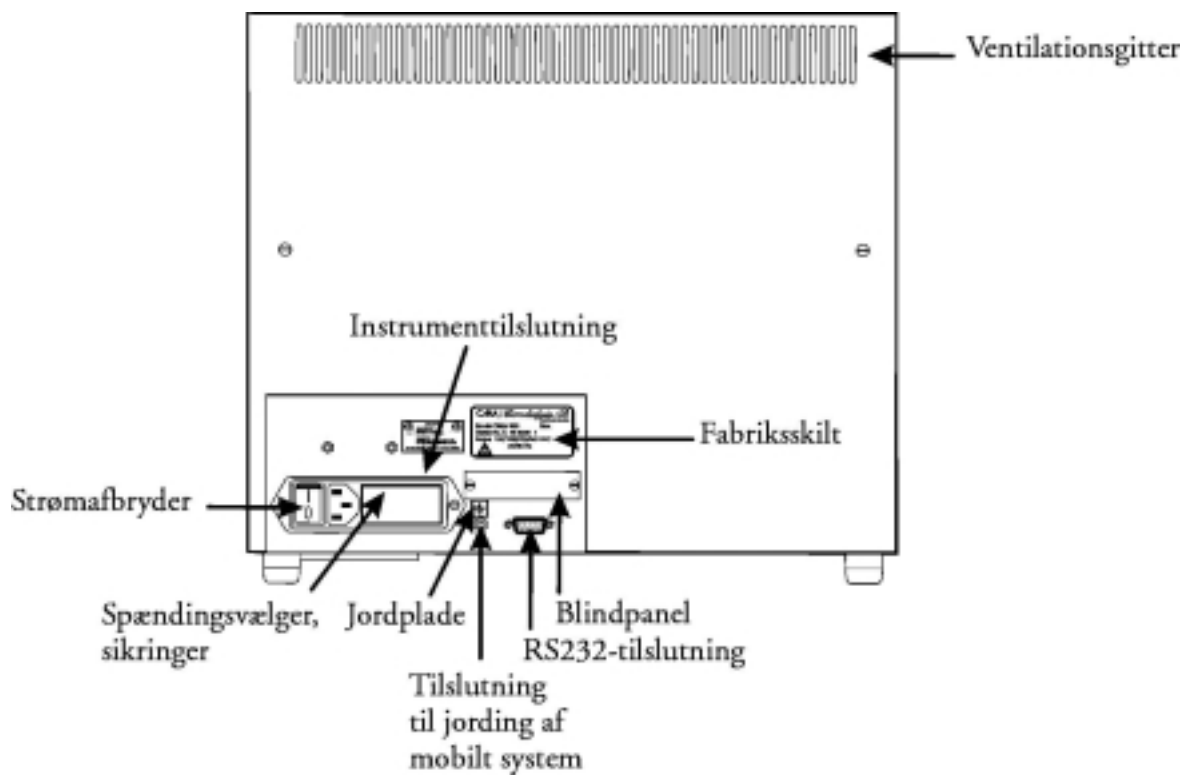 Ventilationsgitter
Instrumenttilslutning
Fabriksskilt
Strømafbryder
Spændingsvælger,
sikringer
Jordplade
Blindpanel
RS232-tilslutning
Tilslutning
til jording af
mobilt system